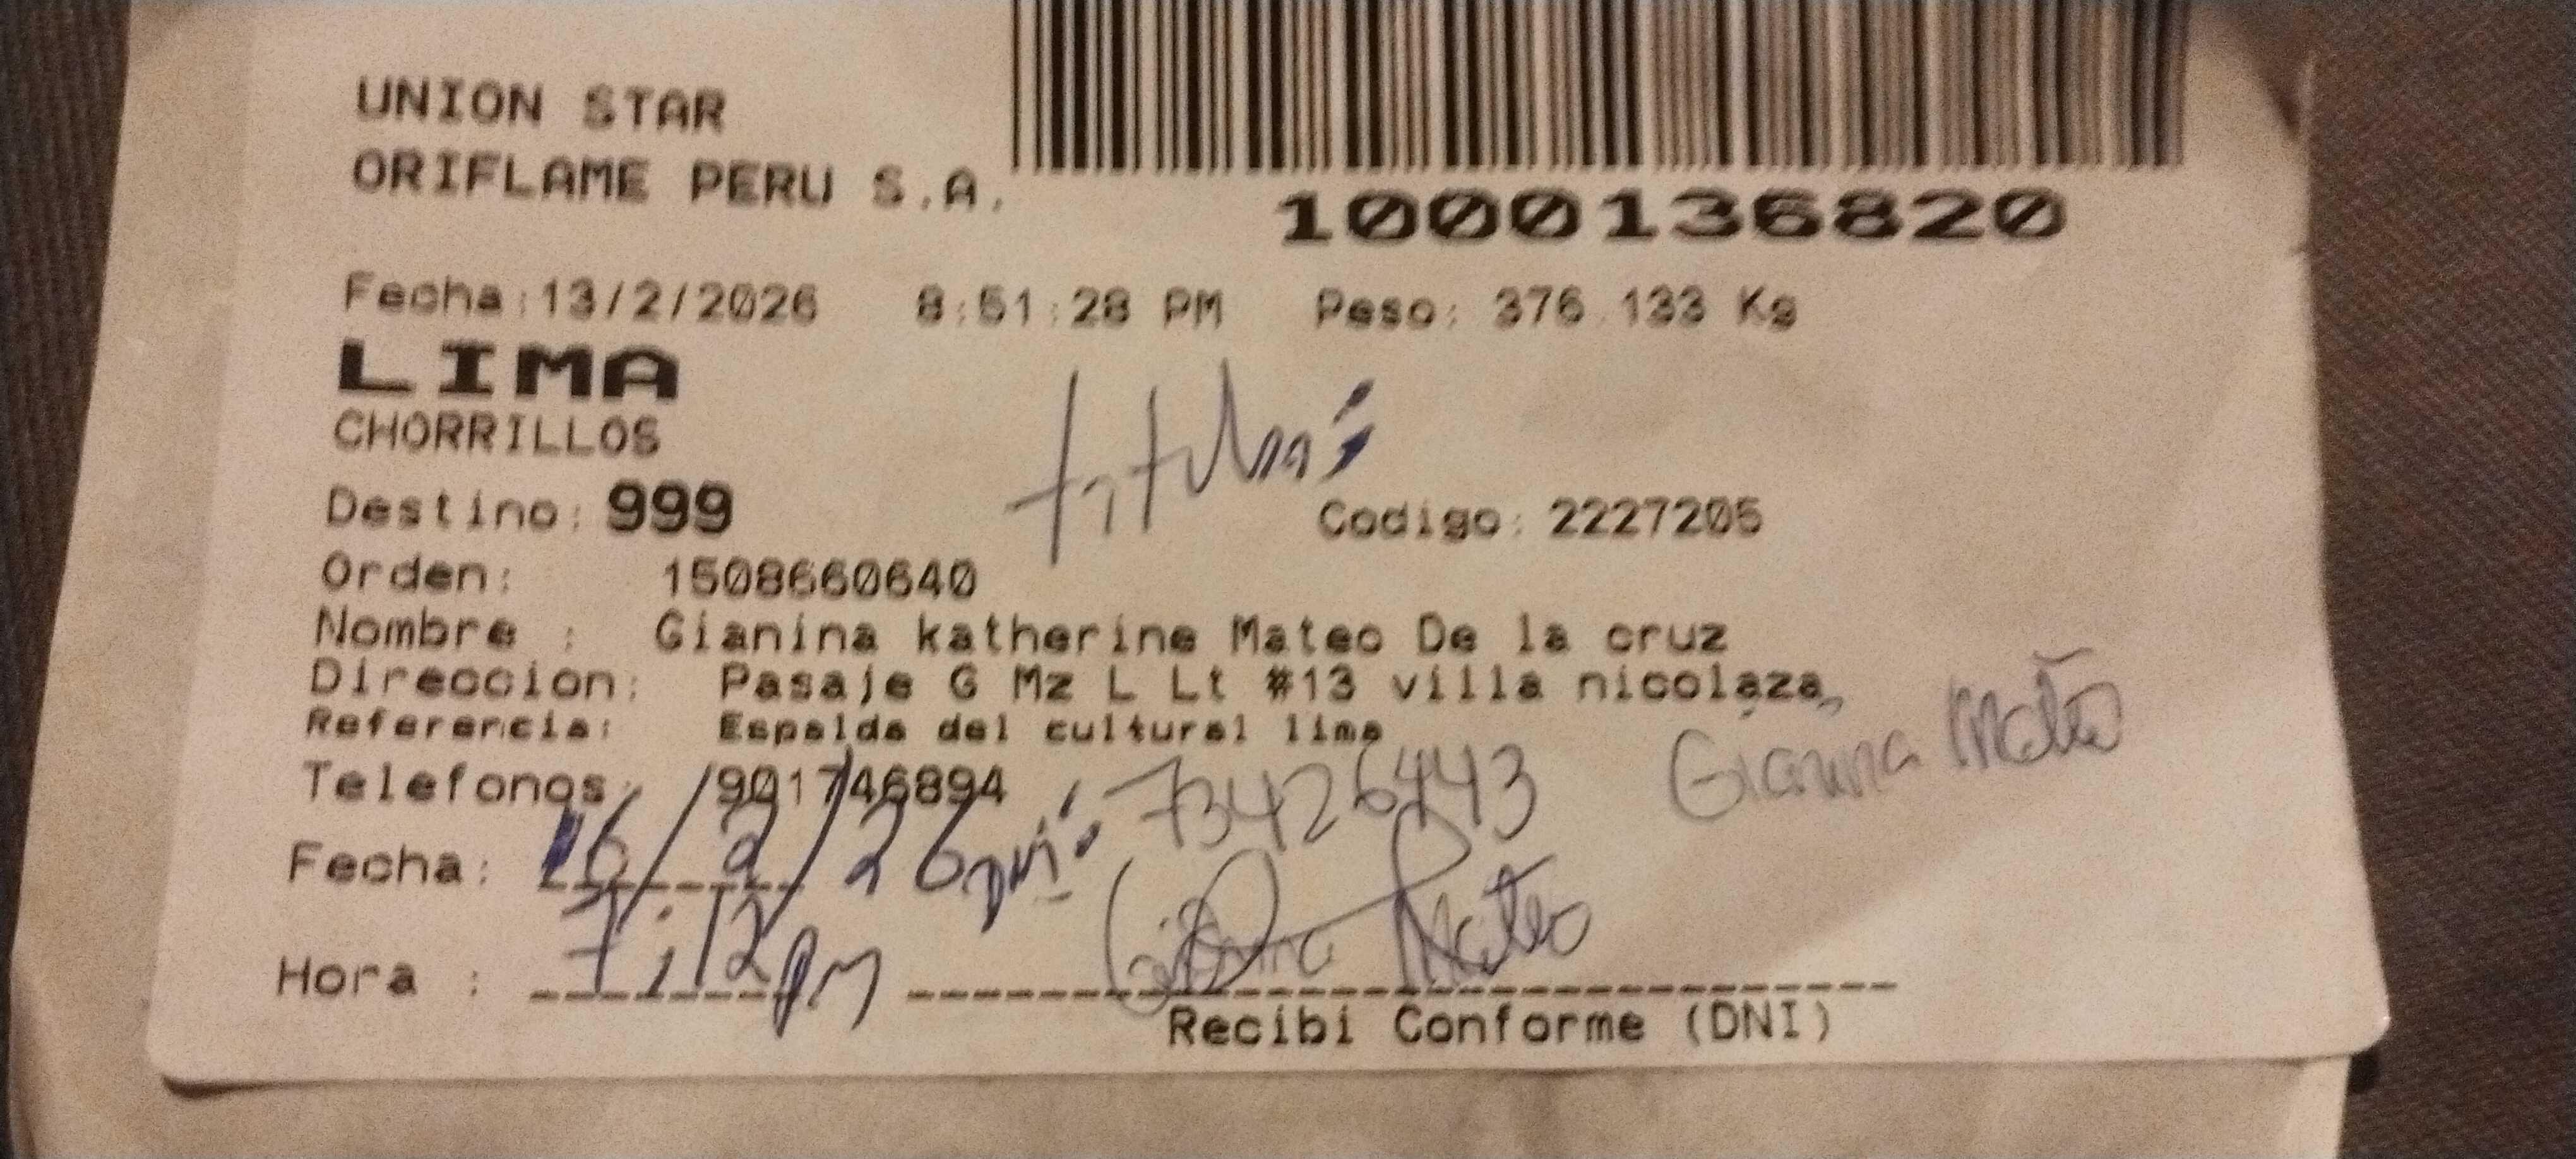 UNION STAR
ORIFLAME PERU S.A.
1000136820
Fecha:13/2/2026 8:51:28 PM Peso: 376.133 Kg
LIMA
CHORRILLOS
titular
Destino: 999 Codigo: 2227205
Orden: 1508660640
Nombre : Gianina katherine Mateo De la cruz
Direccion: Pasaje G Mz L Lt #13 villa nicolaza,
Referencia: Espalda del cultural lima
Gianina Mateo
Telefonos: 901746894
73426443
Fecha: 16/2/26
Gianina Mateo
Hora : 7:12 pm
Recibi Conforme (DNI)